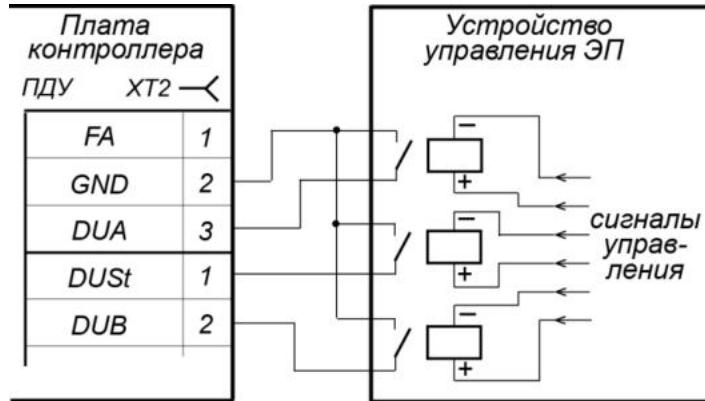 Плата
контроллера
ПДУ XT2
FA 1
GND 2
DUA 3
DUSt 1
DUB 2
Устройство
управления ЭП
−
+
−
+
−
+
сигналы
управ-
ления